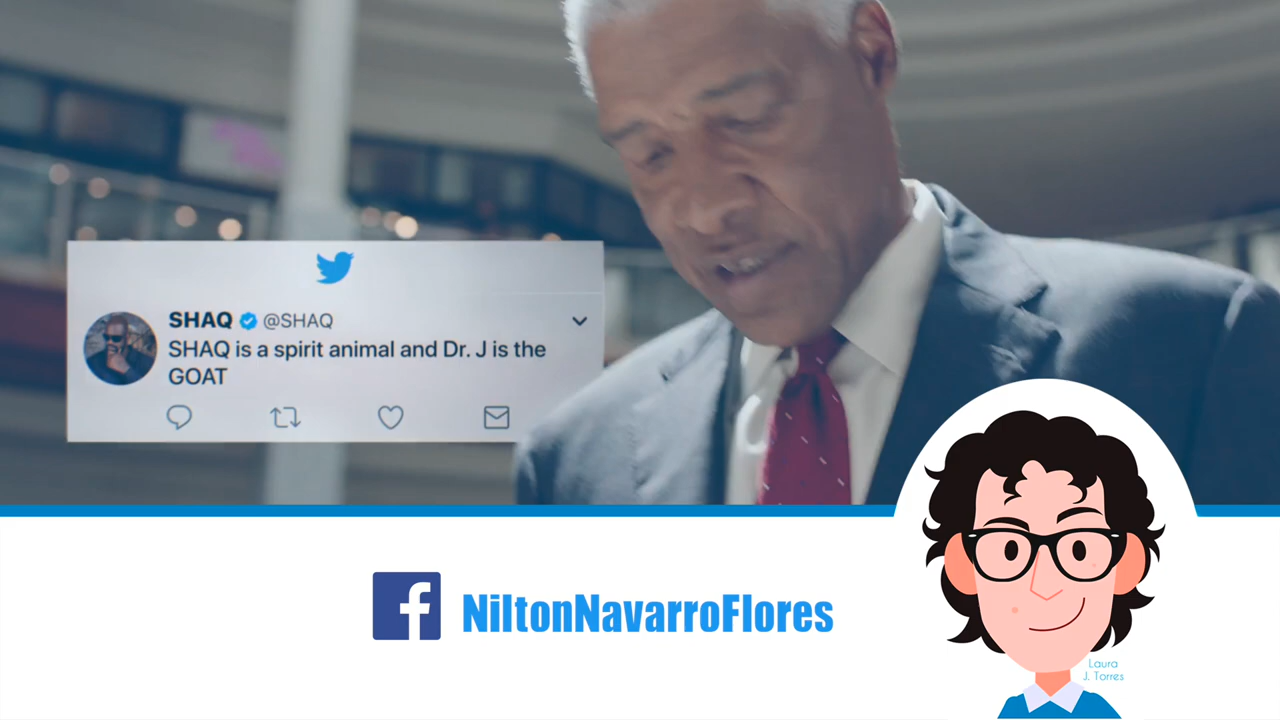 SHAQ @SHAQ
SHAQ is a spirit animal and Dr. J is the
GOAT
f NiltonNavarroFlores
Laura
J. Torres